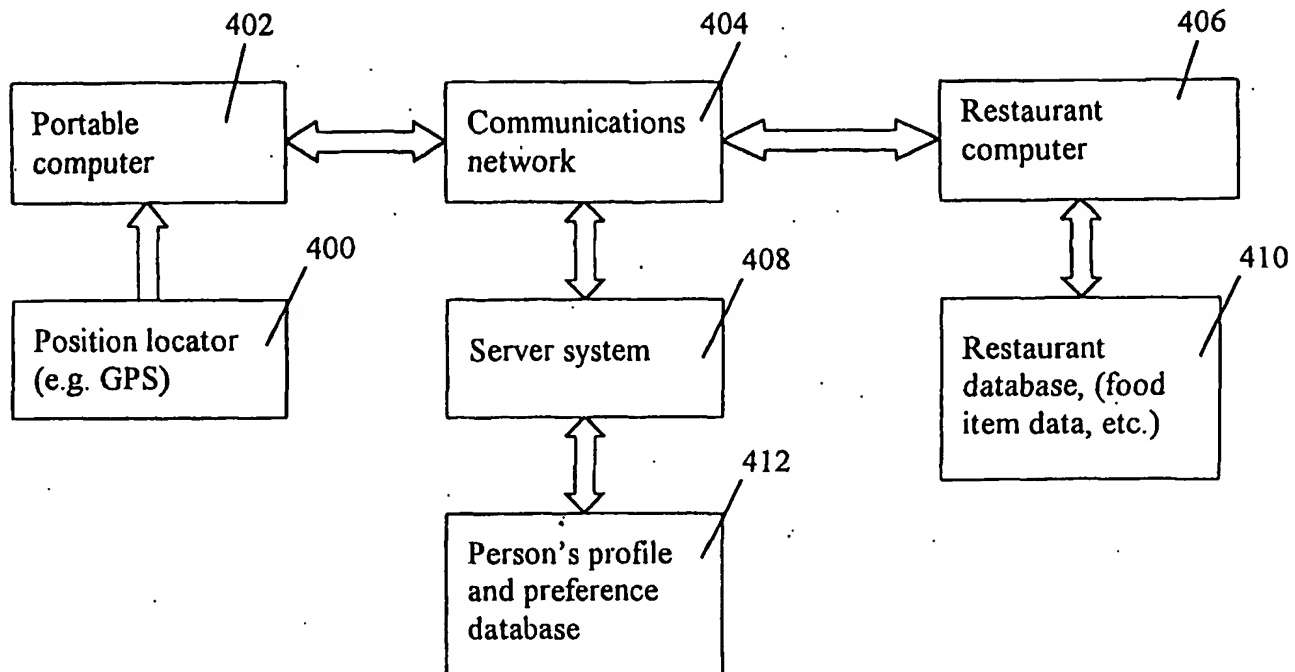 402
404
406
Portable
computer
Communications
network
Restaurant
computer
400
408
410
Position locator
(e.g. GPS)
Server system
Restaurant
database, (food
item data, etc.)
412
Person's profile
and preference
database